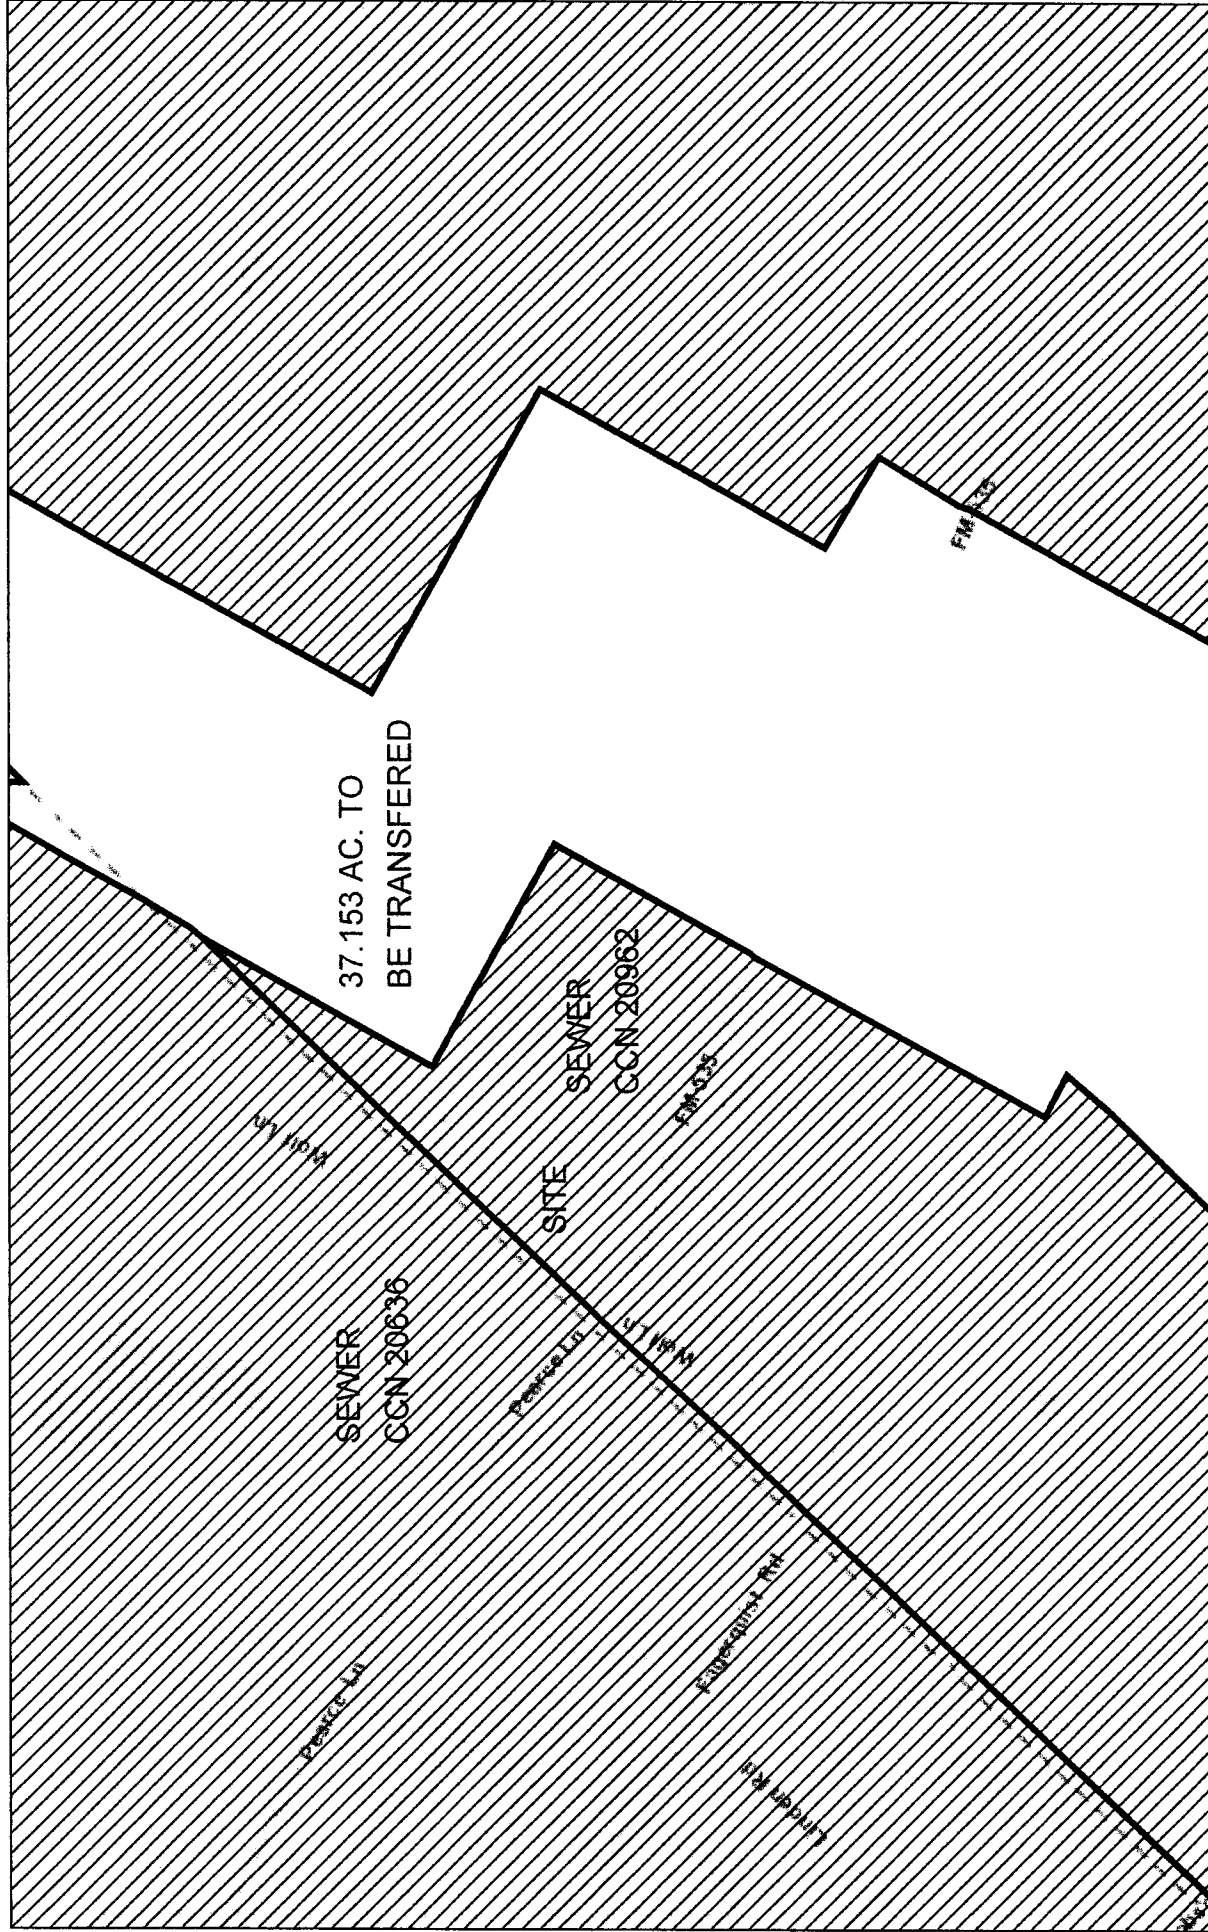 37.153 AC. TO
BE TRANSFERED
SEWER
CCN 20636
SEWER
CCN 20962
SITE
Wolf Ln
Pearce Ln
Pearce Ln
Wolf Ln
Fagerquist Rd
Linden Rd
FM-535
FM-535